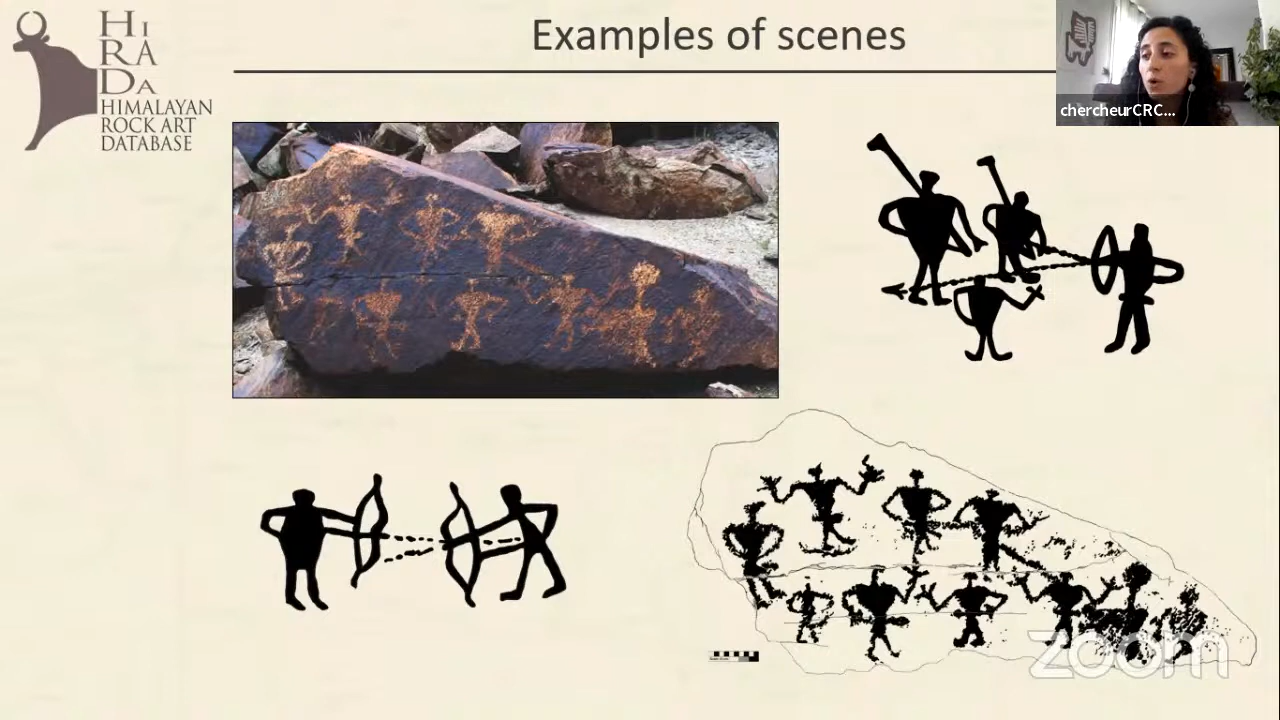 Examples of scenes
HiRADa
HIMALAYAN
ROCK ART
DATABASE
chercheurCRC...
zoom